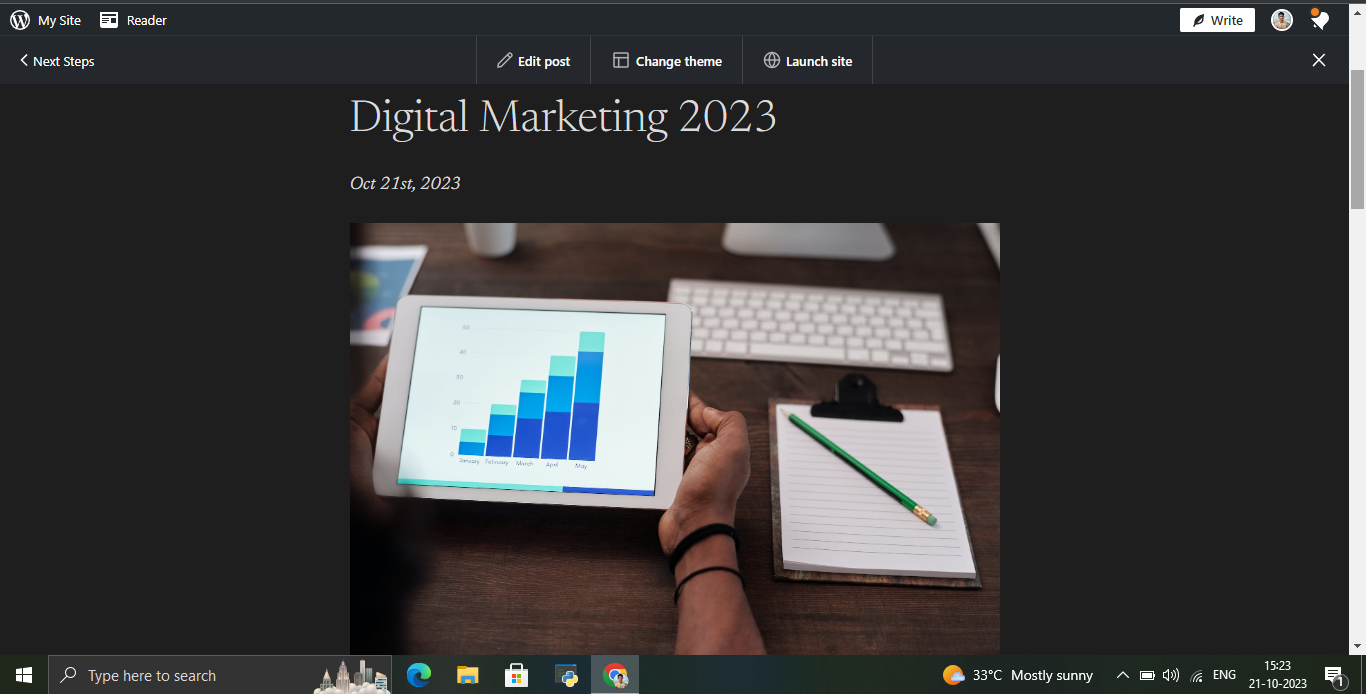 My Site
Reader
Write
Next Steps
Edit post
Change theme
Launch site
Digital Marketing 2023
Oct 21st, 2023
50
40
30
20
10
0
January February March April May
Type here to search
33°C Mostly sunny
ENG
15:23
21-10-2023
1